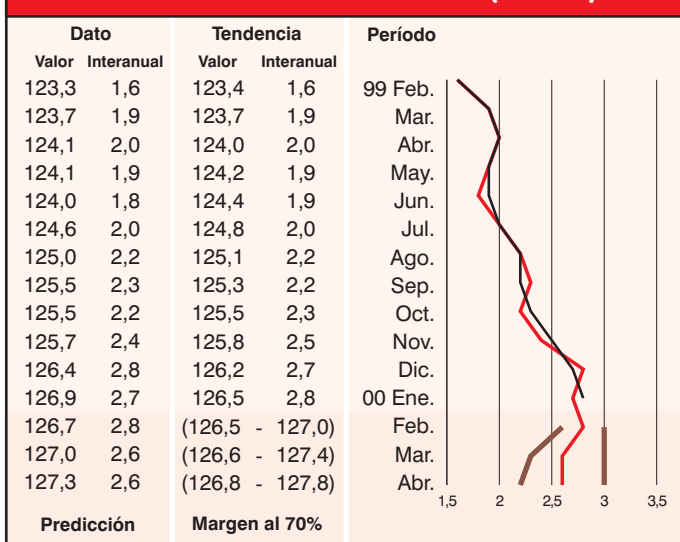 Dato Tendencia Período
Valor Interanual Valor Interanual
123,3 1,6 123,4 1,6 99 Feb.
123,7 1,9 123,7 1,9 Mar.
124,1 2,0 124,0 2,0 Abr.
124,1 1,9 124,2 1,9 May.
124,0 1,8 124,4 1,9 Jun.
124,6 2,0 124,8 2,0 Jul.
125,0 2,2 125,1 2,2 Ago.
125,5 2,3 125,3 2,2 Sep.
125,5 2,2 125,5 2,3 Oct.
125,7 2,4 125,8 2,5 Nov.
126,4 2,8 126,2 2,7 Dic.
126,9 2,7 126,5 2,8 00 Ene.
126,7 2,8 (126,5 - 127,0) Feb.
127,0 2,6 (126,6 - 127,4) Mar.
127,3 2,6 (126,8 - 127,8) Abr.
1,5 2 2,5 3 3,5
Predicción Margen al 70%